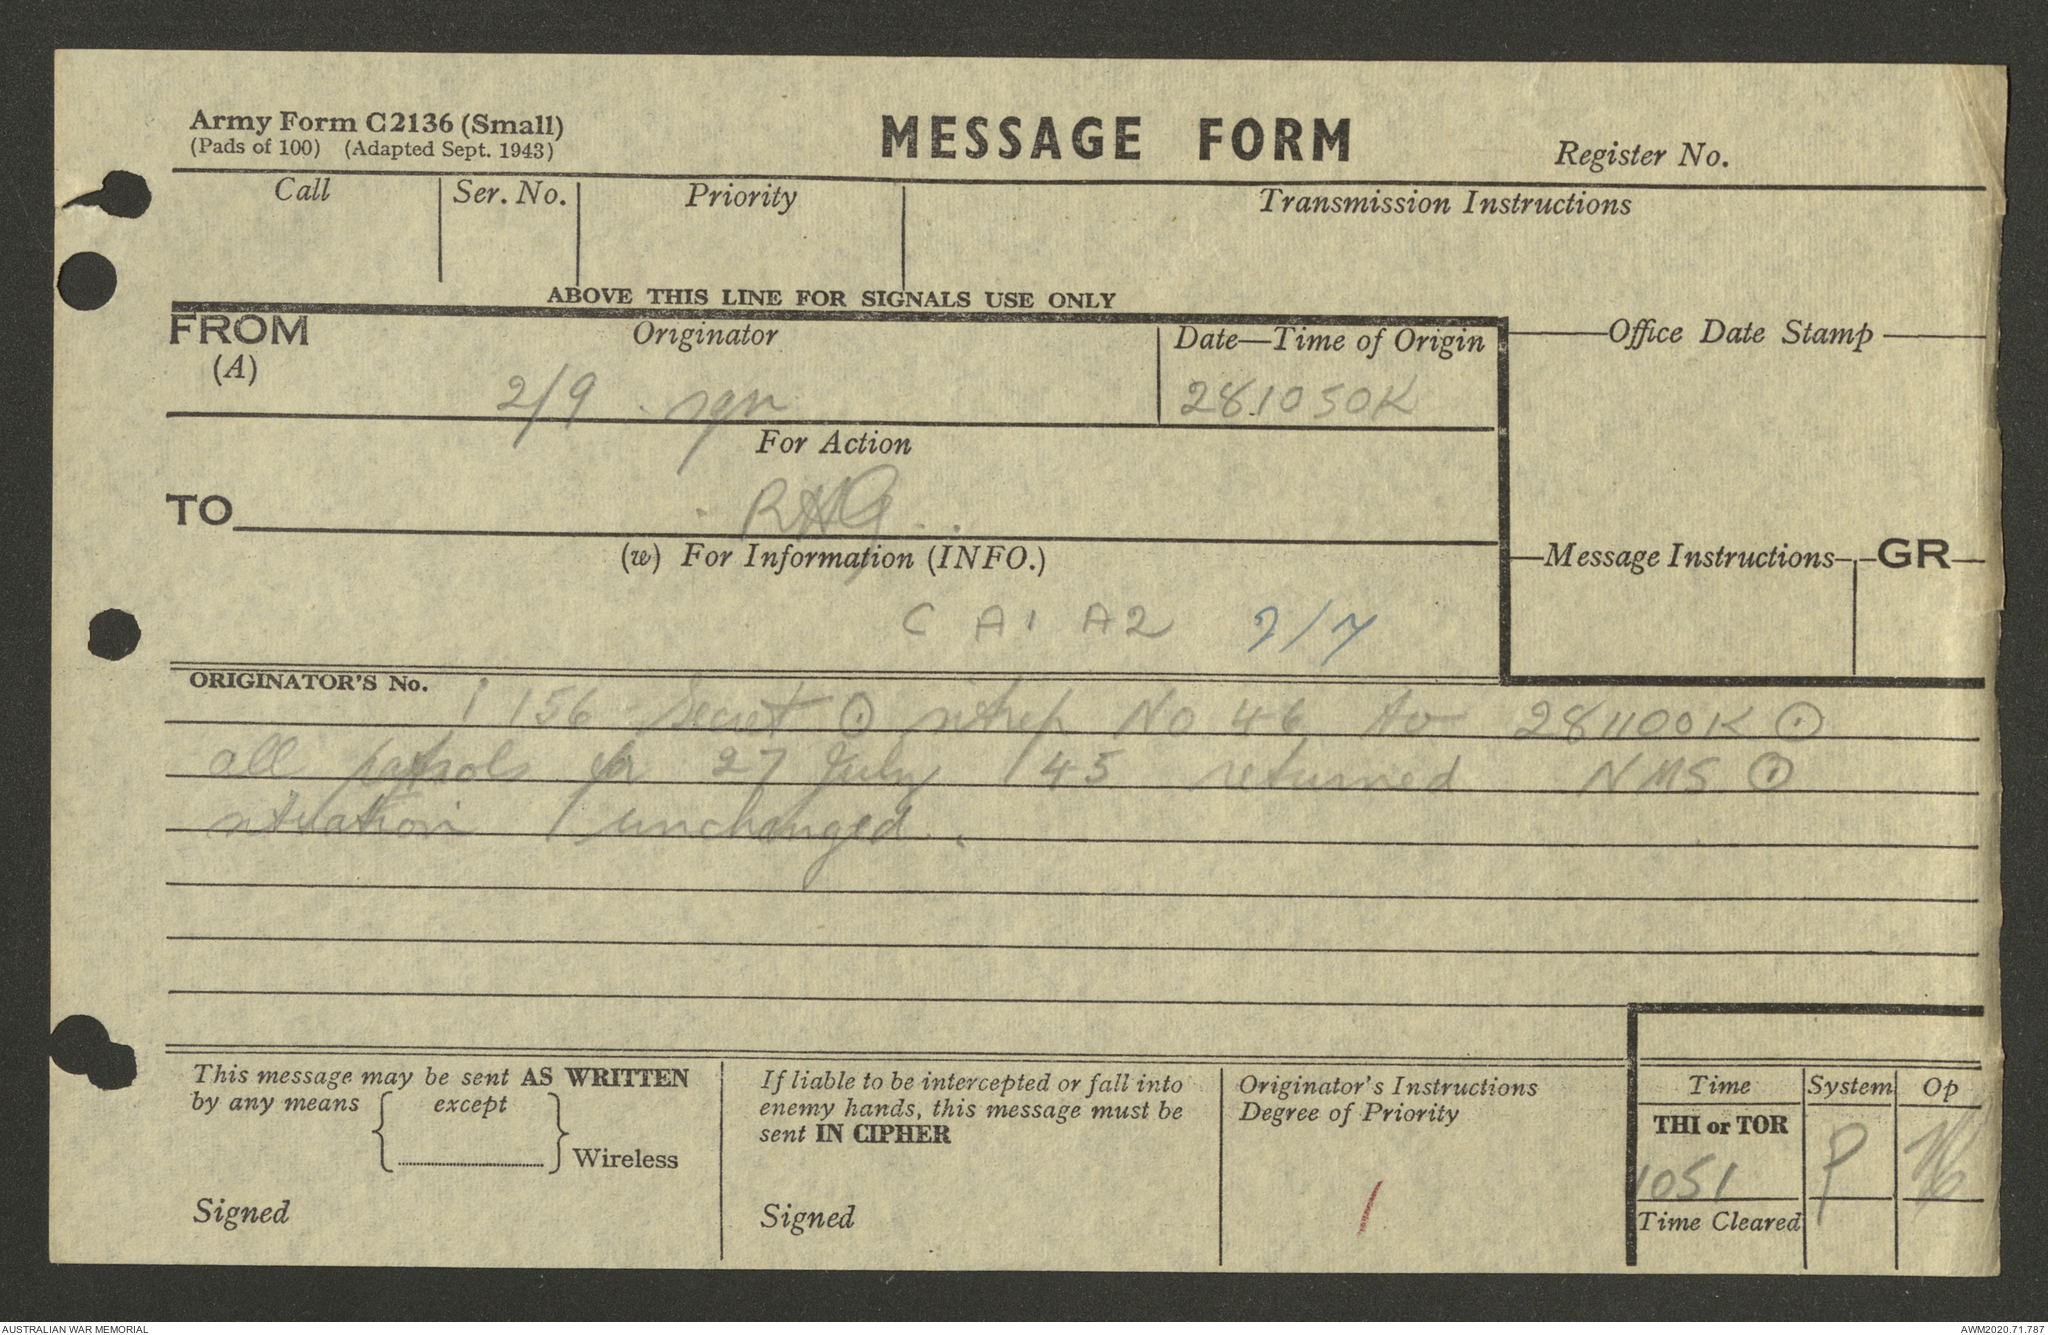 Army Form C2136 (Small)
(Pads of 100) (Adapted Sept. 1943)
MESSAGE FORM
Register No.
Call
Ser. No.
Priority
Transmission Instructions
ABOVE THIS LINE FOR SIGNALS USE ONLY
FROM
(A)
Originator
Date—Time of Origin
Office Date Stamp
2/9
281050K
For Action
TO
RHQ
(w) For Information (INFO.)
Message Instructions
GR
C A1 A2
ORIGINATOR'S No.
156 Secret ⊙ sitrep No 46 to 281100K ⊙
all patrols for 27 July 45 returned NMS ⊙
situation unchanged.
This message may be sent AS WRITTEN
by any means { except
} Wireless
Signed
If liable to be intercepted or fall into
enemy hands, this message must be
sent IN CIPHER
Signed
Originator's Instructions
Degree of Priority
Time
System
Op
THI or TOR
1051
P
Time Cleared
AUSTRALIAN WAR MEMORIAL
AWM2020.71.787